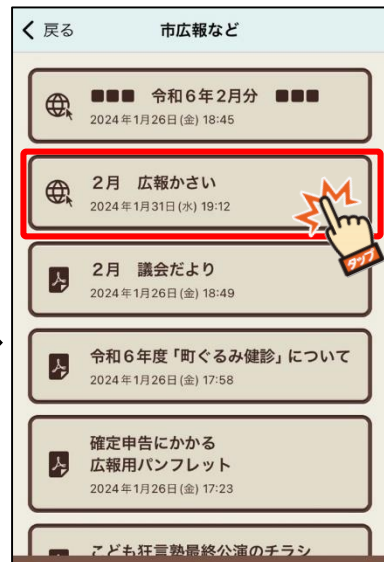 戻る
市広報など
■■■ 令和6年2月分 ■■■
2024年1月26日(金) 18:45
2月 広報かさい
2024年1月31日(水) 19:12
タップ
2月 議会だより
2024年1月26日(金) 18:49
令和6年度「町ぐるみ健診」について
2024年1月26日(金) 17:58
確定申告にかかる
広報用パンフレット
2024年1月26日(金) 17:23
こども狂言塾最終公演のチラシ